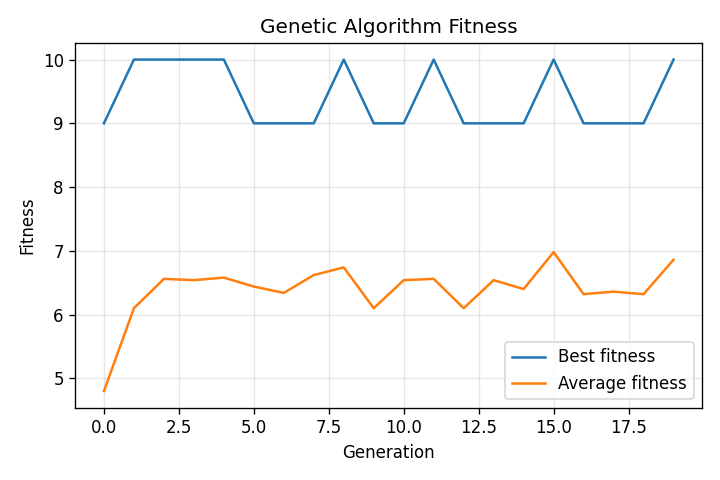 Genetic Algorithm Fitness
10
9
8
7
6
5
Fitness
Best fitness
Average fitness
0.0 2.5 5.0 7.5 10.0 12.5 15.0 17.5
Generation